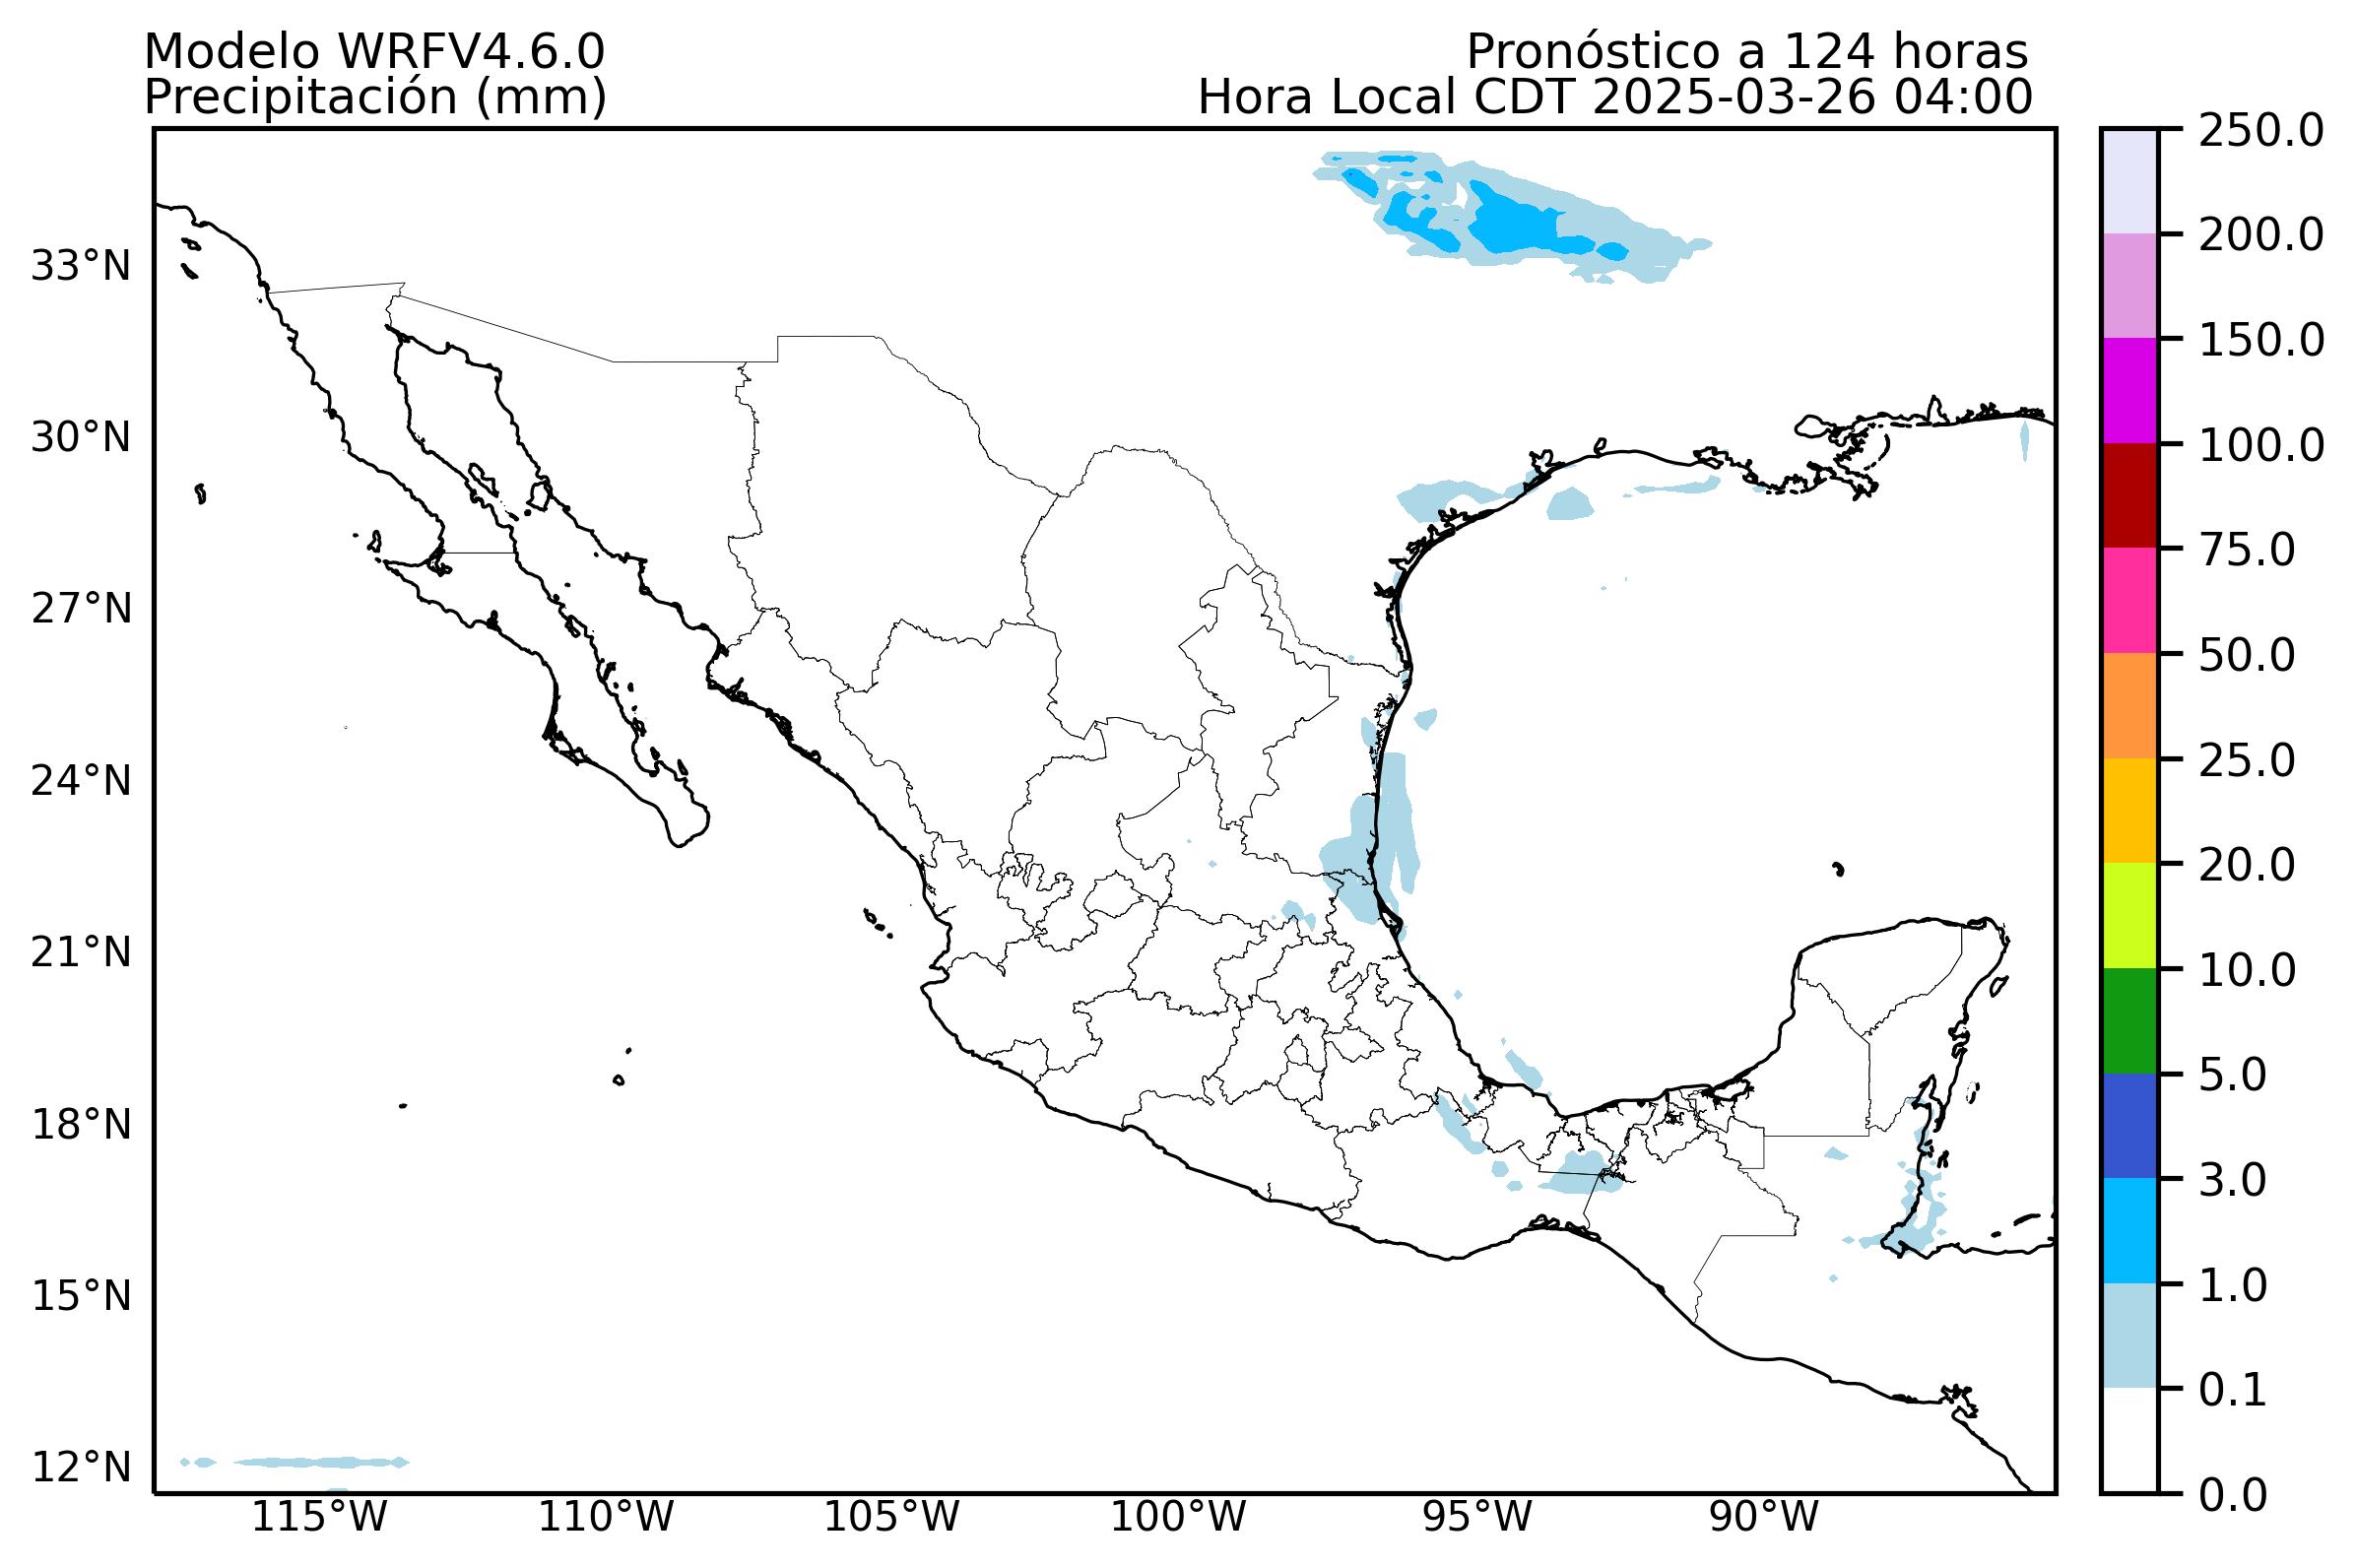 Modelo WRFV4.6.0
Precipitación (mm)
Pronóstico a 124 horas
Hora Local CDT 2025-03-26 04:00
33°N
30°N
27°N
24°N
21°N
18°N
15°N
12°N
115°W
110°W
105°W
100°W
95°W
90°W
250.0
200.0
150.0
100.0
75.0
50.0
25.0
20.0
10.0
5.0
3.0
1.0
0.1
0.0